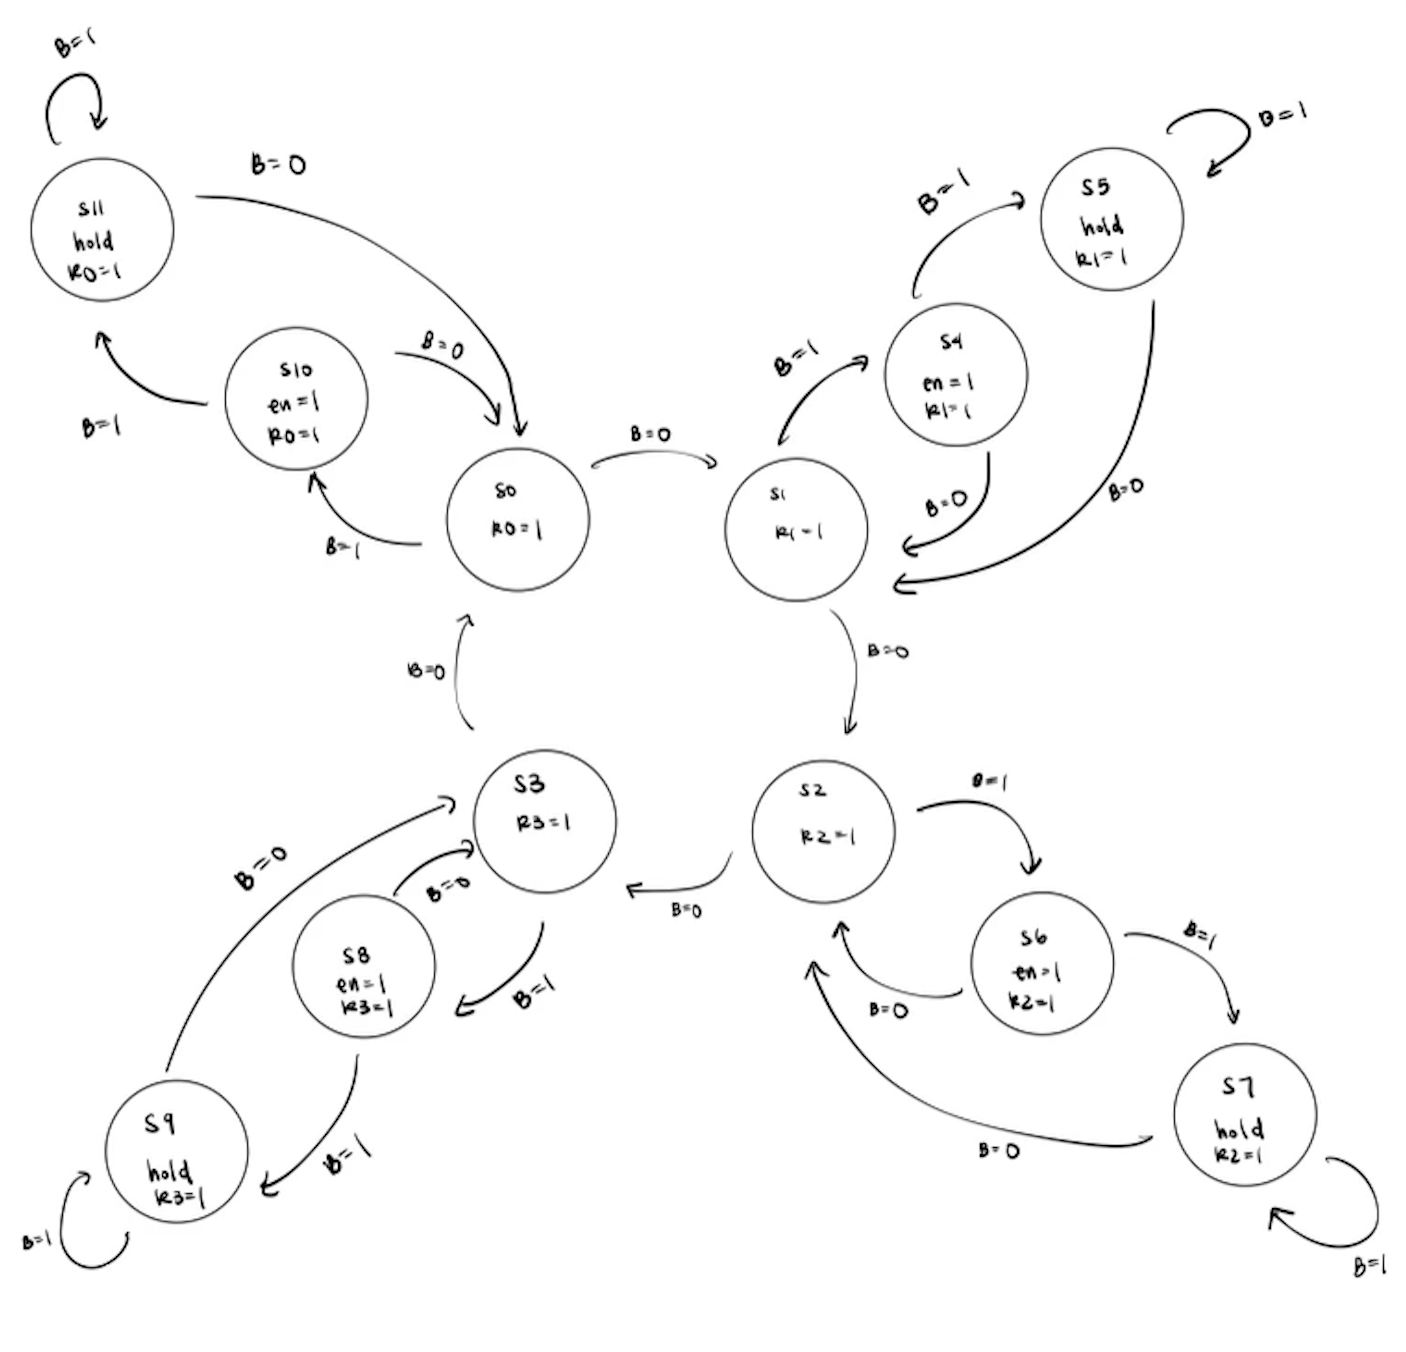 B=1
B=0
S11
hold
R0=1
B=0
S10
en=1
R0=1
B=1
B=1
S0
R0=1
B=0
B=1
S5
hold
R1=1
B=1
S4
en=1
R1=1
B=1
S1
R1=1
B=0
B=0
B=0
B=0
S3
R3=1
S2
R2=1
B=1
B=0
B=0
B=0
S8
en=1
R3=1
B=1
S6
en=1
R2=1
B=1
B=0
S9
hold
R3=1
B=1
B=1
S7
hold
R2=1
B=0
B=1